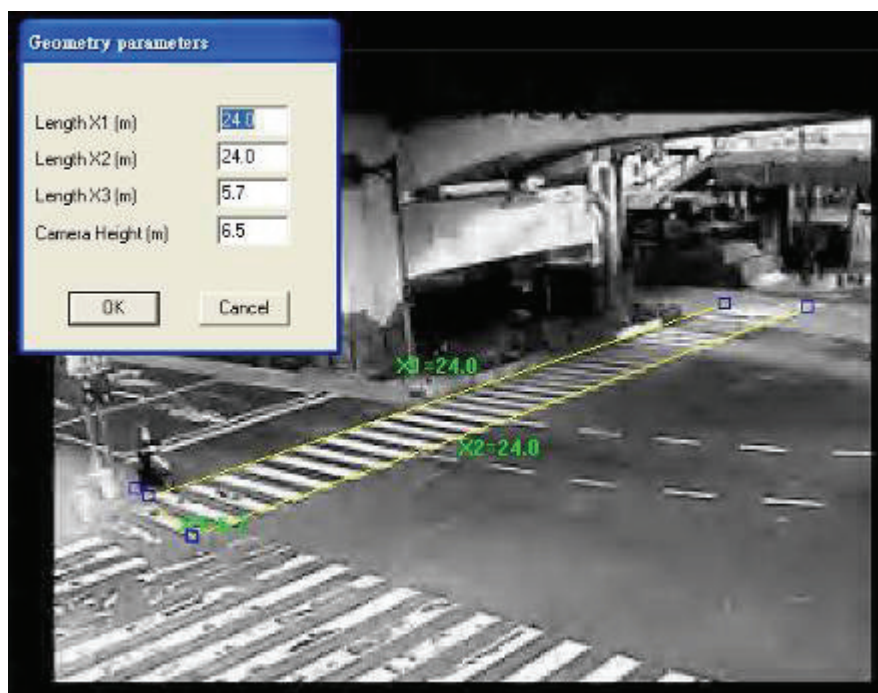 Geometry parameters
Length X1 (m) 24.0
Length X2 (m) 24.0
Length X3 (m) 5.7
Camera Height (m) 6.5
OK Cancel
=24.0
X2=24.0